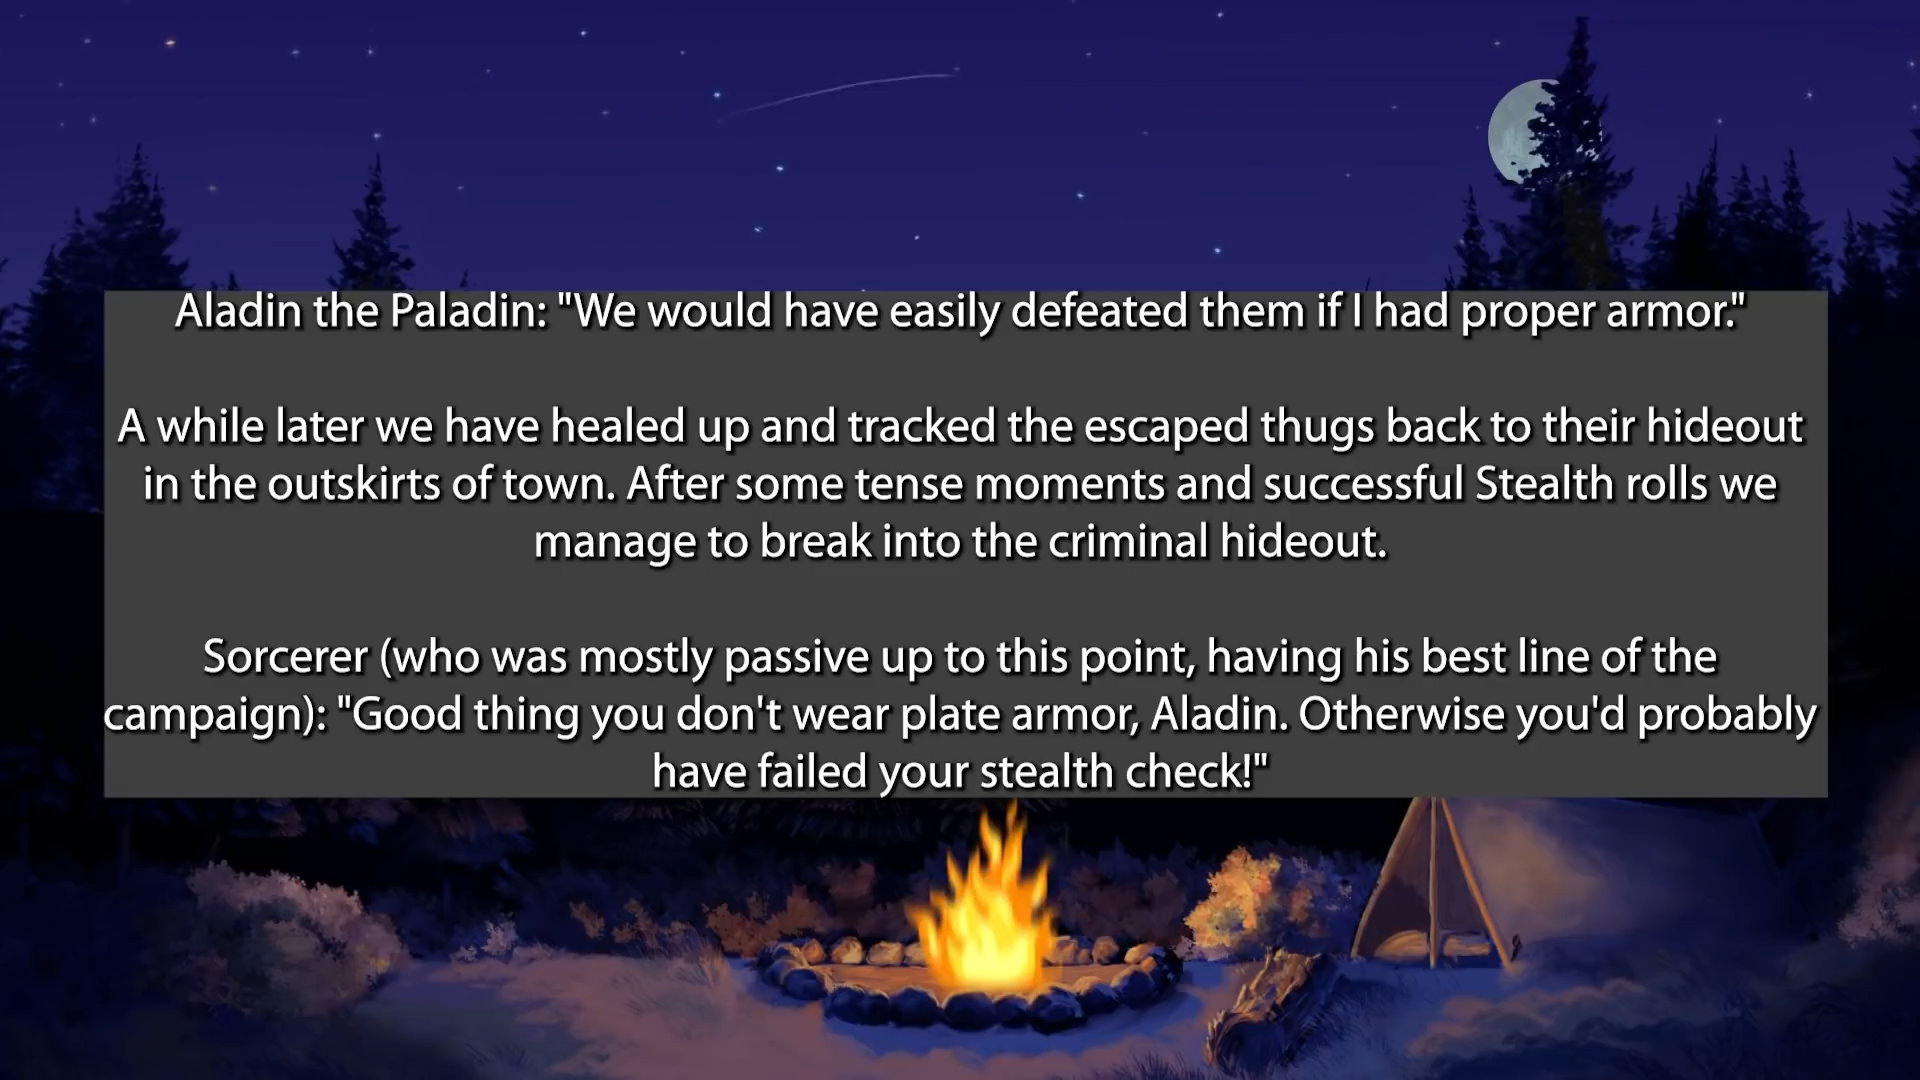 Aladin the Paladin: "We would have easily defeated them if I had proper armor."
A while later we have healed up and tracked the escaped thugs back to their hideout
in the outskirts of town. After some tense moments and successful Stealth rolls we
manage to break into the criminal hideout.
Sorcerer (who was mostly passive up to this point, having his best line of the
campaign): "Good thing you don't wear plate armor, Aladin. Otherwise you'd probably
have failed your stealth check!"